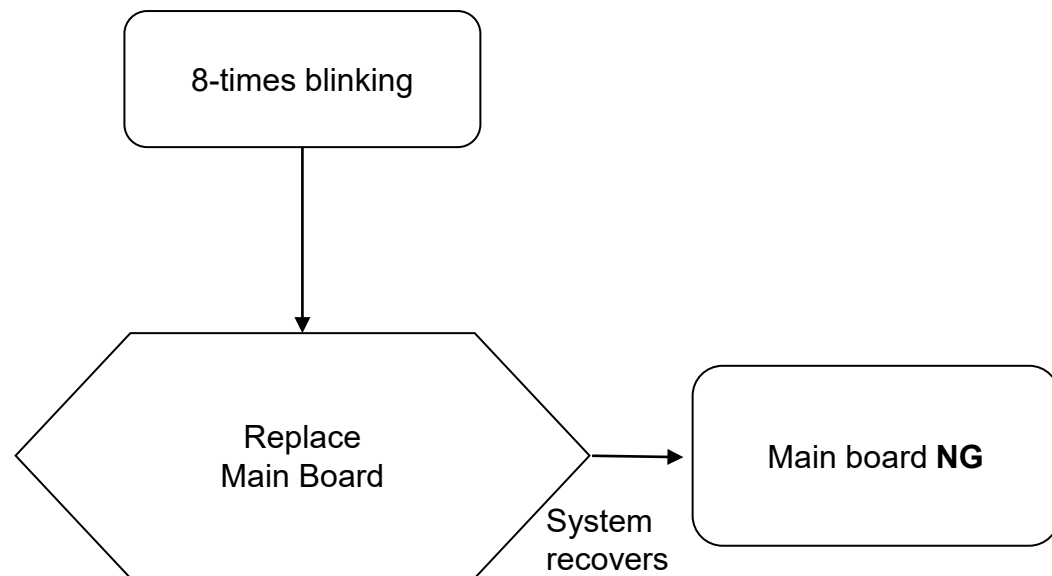 8-times blinking
Replace
Main Board
Main board NG
System
recovers